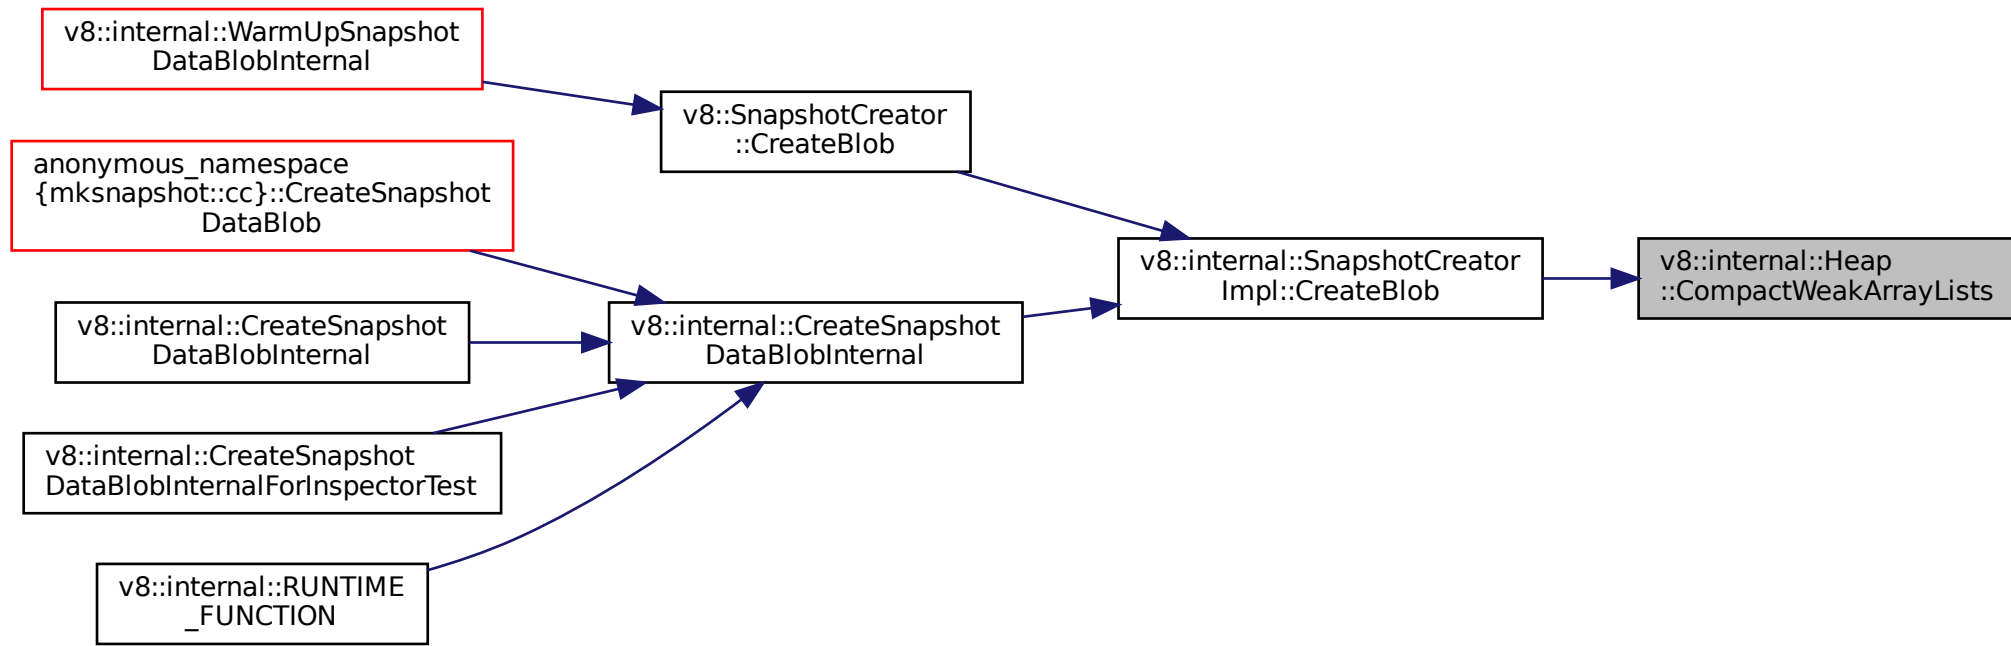 v8::internal::WarmUpSnapshot
DataBlobInternal
v8::SnapshotCreator
::CreateBlob
anonymous_namespace
{mksnapshot::cc}::CreateSnapshot
DataBlob
v8::internal::SnapshotCreator
Impl::CreateBlob
v8::internal::Heap
::CompactWeakArrayLists
v8::internal::CreateSnapshot
DataBlobInternal
v8::internal::CreateSnapshot
DataBlobInternal
v8::internal::CreateSnapshot
DataBlobInternalForInspectorTest
v8::internal::RUNTIME
_FUNCTION